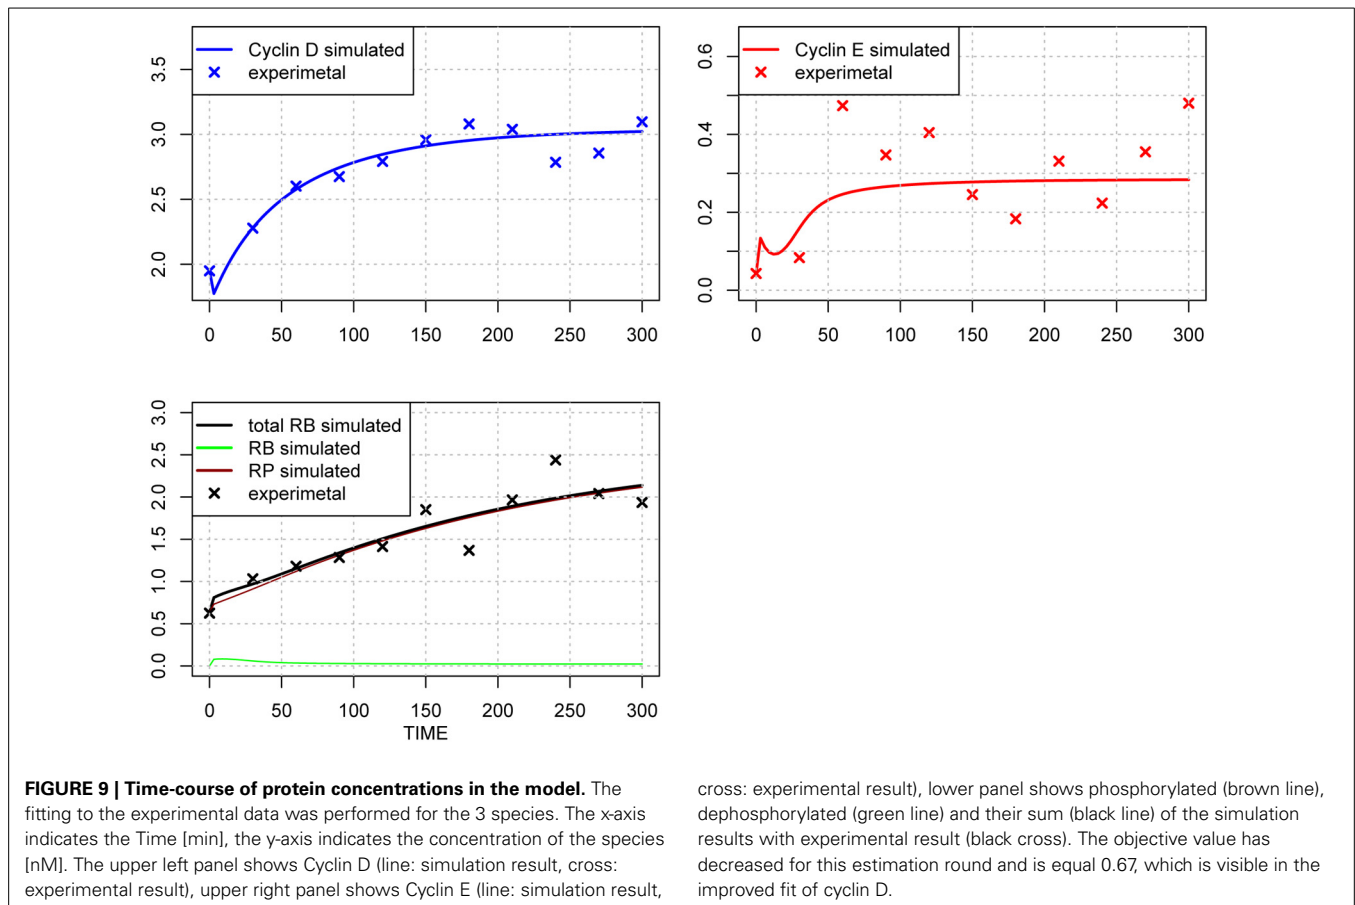 Cyclin D simulated
experimetal
3.5
3.0
2.5
2.0
0 50 100 150 200 250 300
Cyclin E simulated
experimetal
0.6
0.4
0.2
0.0
0 50 100 150 200 250 300
total RB simulated
RB simulated
RP simulated
experimetal
3.0
2.5
2.0
1.5
1.0
0.5
0.0
0 50 100 150 200 250 300
TIME
FIGURE 9 | Time-course of protein concentrations in the model. The
fitting to the experimental data was performed for the 3 species. The x-axis
indicates the Time [min], the y-axis indicates the concentration of the species
[nM]. The upper left panel shows Cyclin D (line: simulation result, cross:
experimental result), upper right panel shows Cyclin E (line: simulation result,
cross: experimental result), lower panel shows phosphorylated (brown line),
dephosphorylated (green line) and their sum (black line) of the simulation
results with experimental result (black cross). The objective value has
decreased for this estimation round and is equal 0.67, which is visible in the
improved fit of cyclin D.